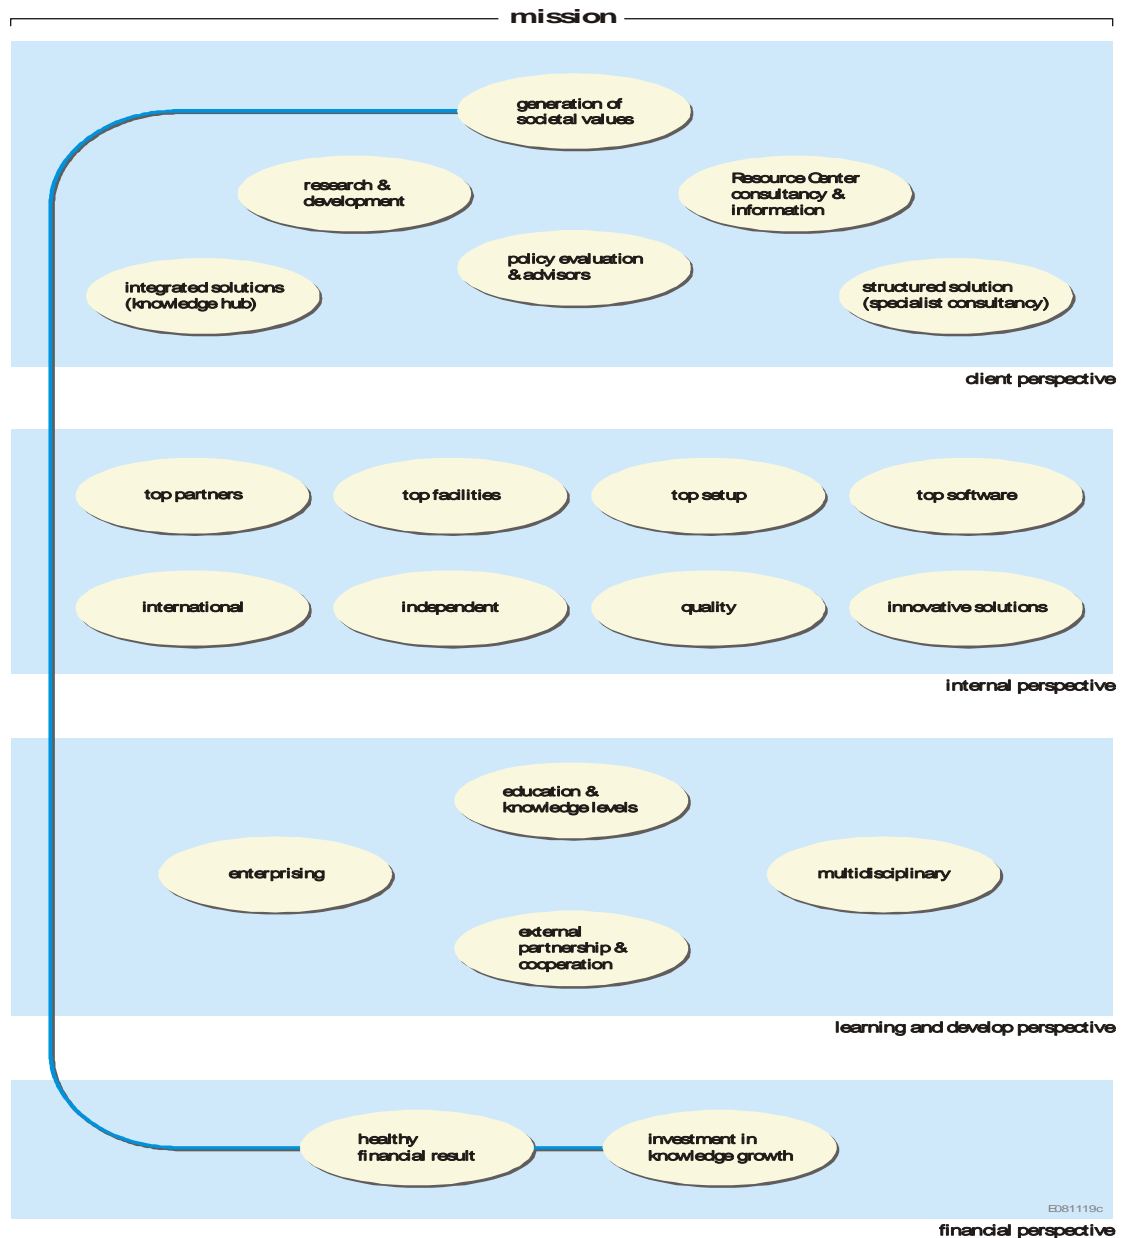 mission
generation of
societal values
research &
development
Resource Center
consultancy &
information
policy evaluation
& advisors
integrated solutions
(knowledge hub)
structured solution
(specialist consultancy)
client perspective
top partners
top facilities
top setup
top software
international
independent
quality
innovative solutions
internal perspective
education &
knowledge levels
enterprising
multidisciplinary
external
partnership &
cooperation
learning and develop perspective
healthy
financial result
investment in
knowledge growth
E081119c
financial perspective